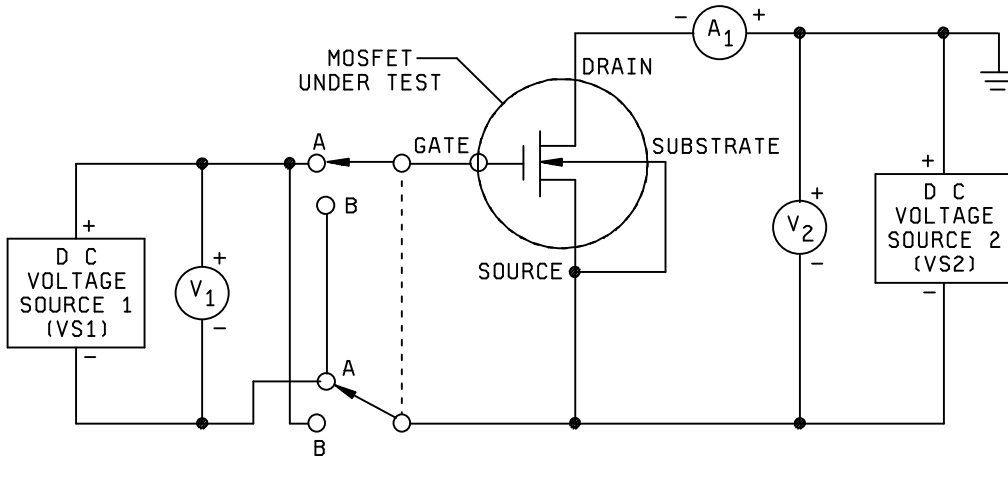 - A1 +
MOSFET
UNDER TEST
DRAIN
A
GATE
SUBSTRATE
B
+
D C
VOLTAGE
SOURCE 1
(VS1)
-
+
V1
-
SOURCE
+
V2
-
+
D C
VOLTAGE
SOURCE 2
(VS2)
-
A
B